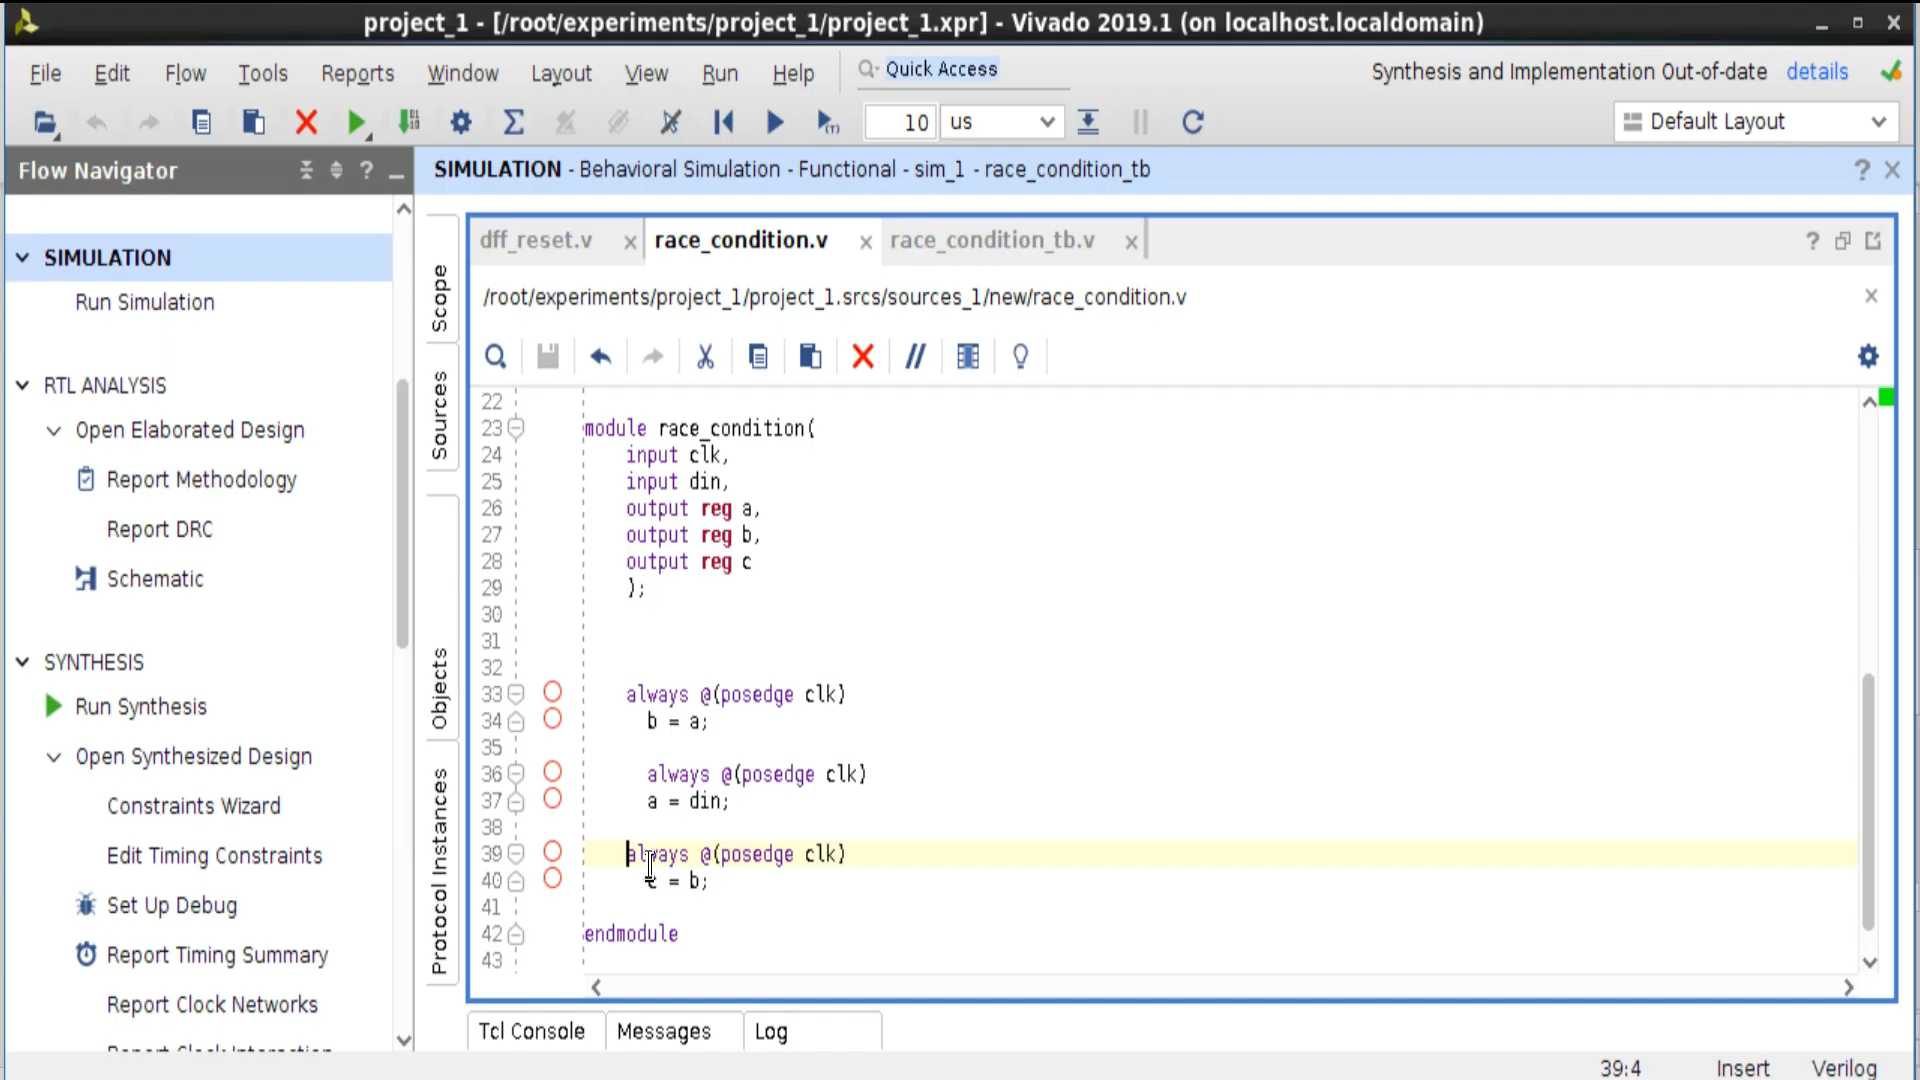 project_1 - [/root/experiments/project_1/project_1.xpr] - Vivado 2019.1 (on localhost.localdomain)
File Edit Flow Tools Reports Window Layout View Run Help Quick Access
Synthesis and Implementation Out-of-date details
10 us
Default Layout
Flow Navigator
SIMULATION - Behavioral Simulation - Functional - sim_1 - race_condition_tb
SIMULATION
Run Simulation
RTL ANALYSIS
Open Elaborated Design
Report Methodology
Report DRC
Schematic
SYNTHESIS
Run Synthesis
Open Synthesized Design
Constraints Wizard
Edit Timing Constraints
Set Up Debug
Report Timing Summary
Report Clock Networks
Scope
Sources
Objects
Protocol Instances
dff_reset.v race_condition.v race_condition_tb.v
/root/experiments/project_1/project_1.srcs/sources_1/new/race_condition.v
22
23 module race_condition(
24 input clk,
25 input din,
26 output reg a,
27 output reg b,
28 output reg c
29 );
30
31
32
33 always @(posedge clk)
34 b = a;
35
36 always @(posedge clk)
37 a = din;
38
39 always @(posedge clk)
40 c = b;
41
42 endmodule
43
Tcl Console Messages Log
39:4 Insert Verilog